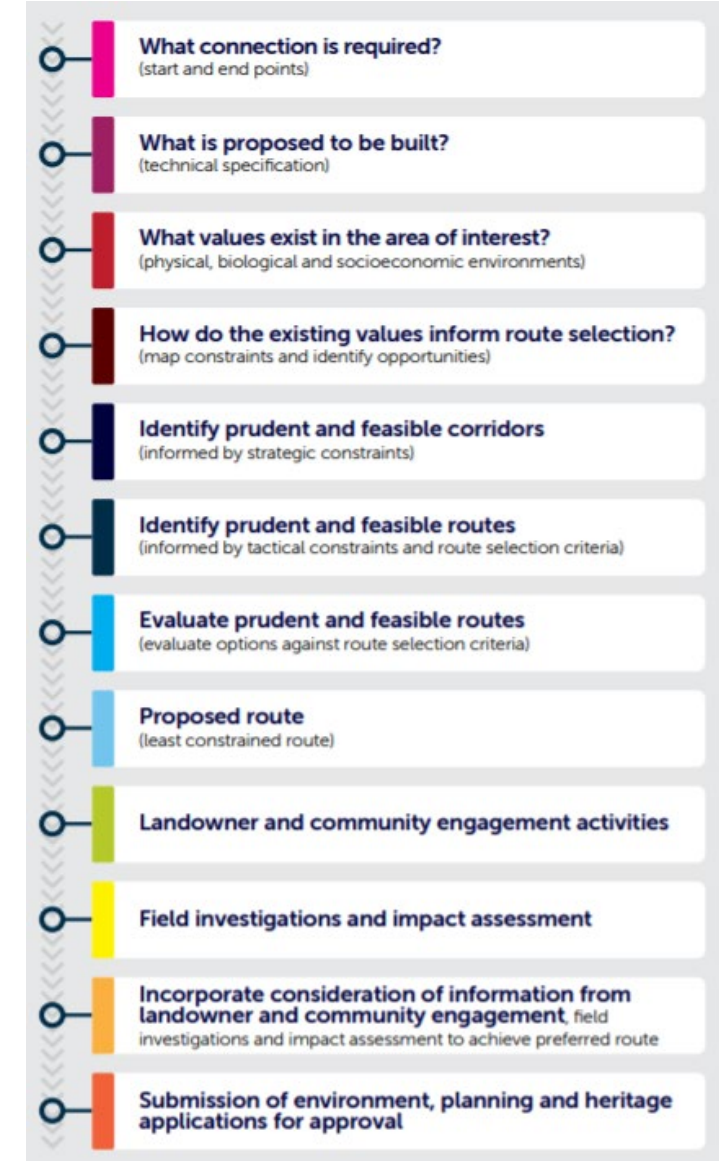 What connection is required?
(start and end points)
What is proposed to be built?
(technical specification)
What values exist in the area of interest?
(physical, biological and socioeconomic environments)
How do the existing values inform route selection?
(map constraints and identify opportunities)
Identify prudent and feasible corridors
(informed by strategic constraints)
Identify prudent and feasible routes
(informed by tactical constraints and route selection criteria)
Evaluate prudent and feasible routes
(evaluate options against route selection criteria)
Proposed route
(least constrained route)
Landowner and community engagement activities
Field investigations and impact assessment
Incorporate consideration of information from
landowner and community engagement, field
investigations and impact assessment to achieve preferred route
Submission of environment, planning and heritage
applications for approval